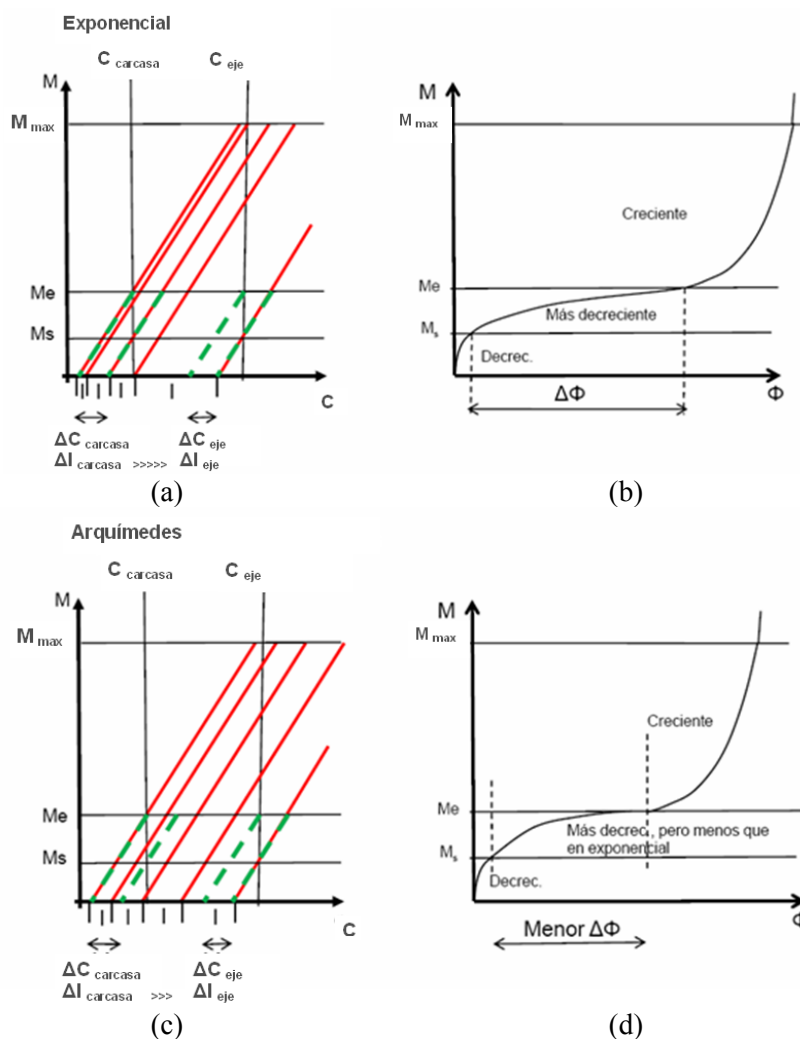 Exponencial
C carcasa
C eje
M
M max
Me
Ms
C
ΔC carcasa
ΔC eje
ΔI carcasa >>>>> ΔI eje
(a)
M
M max
Creciente
Me
Más decreciente
Ms
Decrec.
ΔΦ
Φ
(b)
Arquímedes
C carcasa
C eje
M
M max
Me
Ms
C
ΔC carcasa
ΔC eje
ΔI carcasa >>> ΔI eje
(c)
M
M max
Creciente
Me
Más decreci., pero menos que
en exponencial
Ms
Decrec.
Menor ΔΦ
Φ
(d)